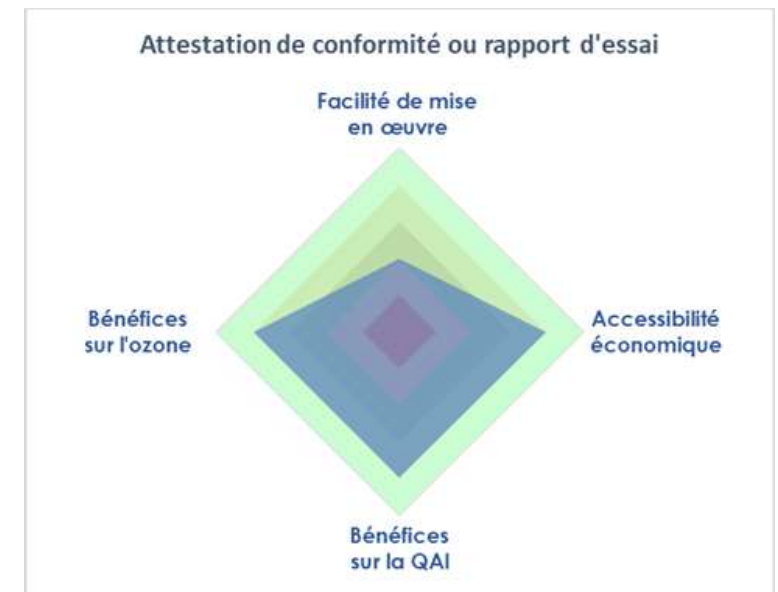 Attestation de conformité ou rapport d'essai
Facilité de mise
en œuvre
Bénéfices
sur l'ozone
Accessibilité
économique
Bénéfices
sur la QAI